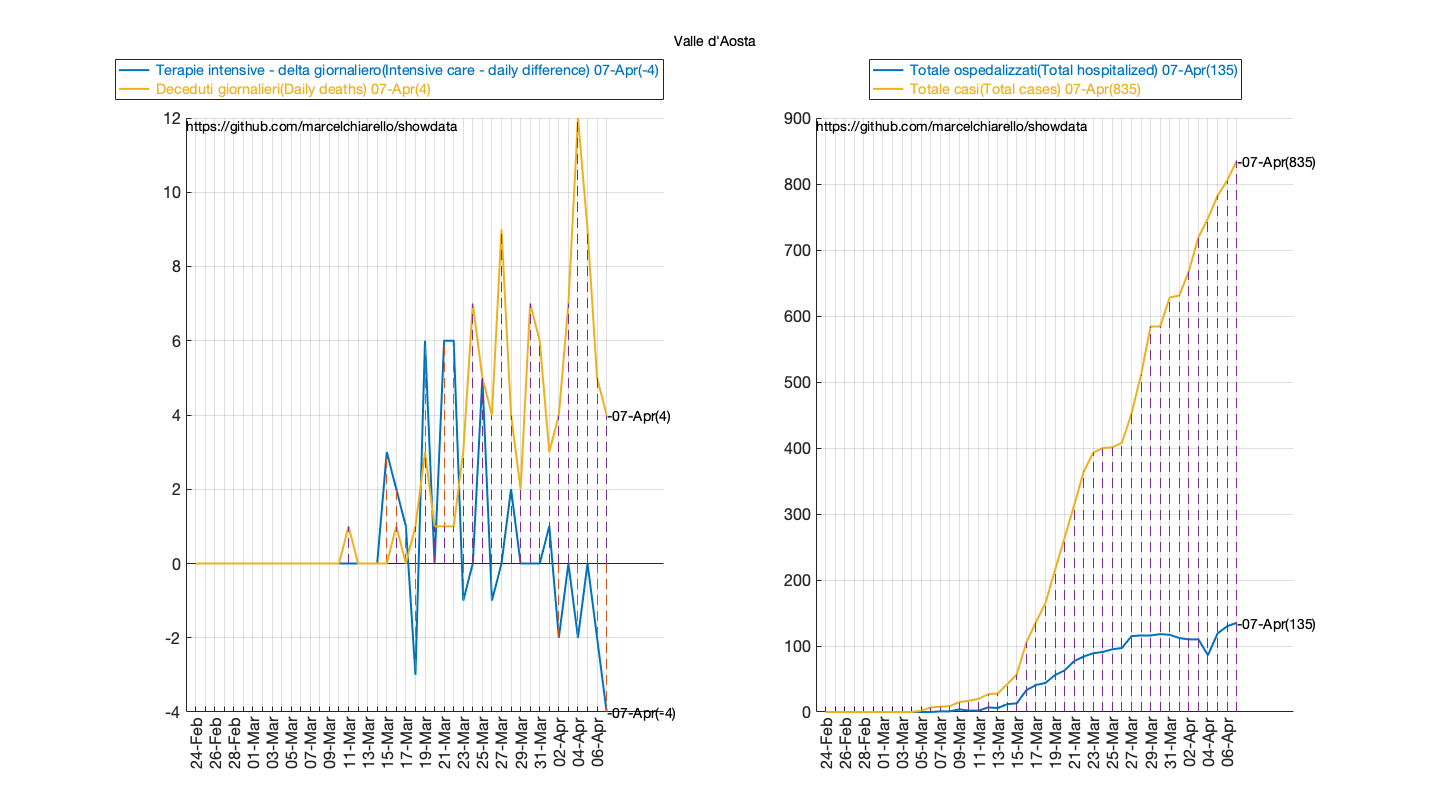 Valle d'Aosta
Terapie intensive - delta giornaliero(Intensive care - daily difference) 07-Apr(-4)
Deceduti giornalieri(Daily deaths) 07-Apr(4)
https://github.com/marcelchiarello/showdata
12
10
8
6
4
2
0
-2
-4
-07-Apr(4)
-07-Apr(-4)
24-Feb
26-Feb
28-Feb
01-Mar
03-Mar
05-Mar
07-Mar
09-Mar
11-Mar
13-Mar
15-Mar
17-Mar
19-Mar
21-Mar
23-Mar
25-Mar
27-Mar
29-Mar
31-Mar
02-Apr
04-Apr
06-Apr
Totale ospedalizzati(Total hospitalized) 07-Apr(135)
Totale casi(Total cases) 07-Apr(835)
https://github.com/marcelchiarello/showdata
900
800
700
600
500
400
300
200
100
0
-07-Apr(835)
-07-Apr(135)
24-Feb
26-Feb
28-Feb
01-Mar
03-Mar
05-Mar
07-Mar
09-Mar
11-Mar
13-Mar
15-Mar
17-Mar
19-Mar
21-Mar
23-Mar
25-Mar
27-Mar
29-Mar
31-Mar
02-Apr
04-Apr
06-Apr